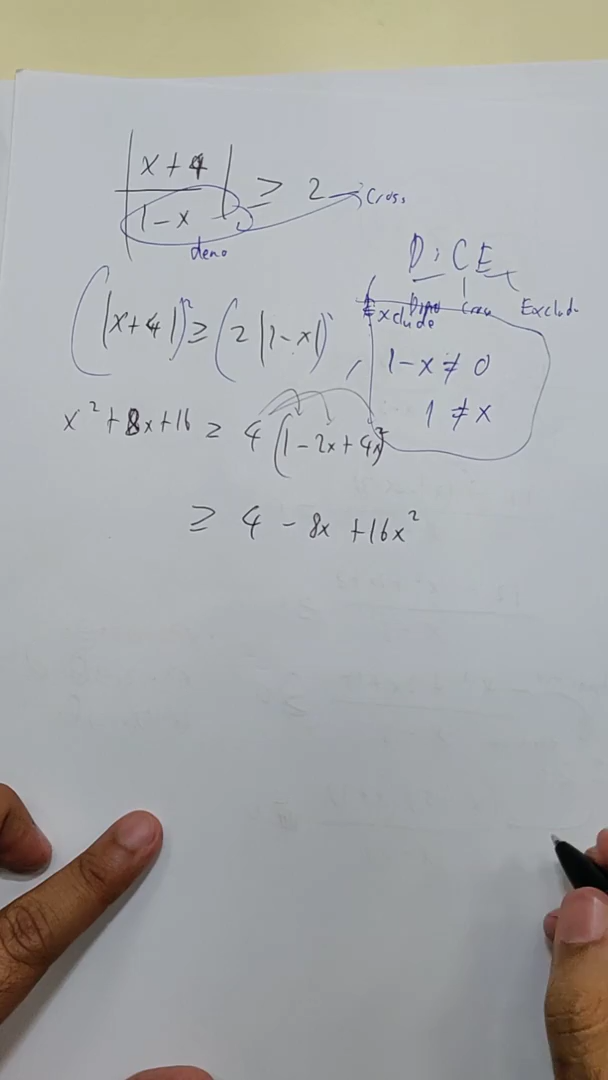 |x + 4 / 1 - x| ≥ 2 Cross
deno
DiCE
(|x + 4|)² ≥ (2|1 - x|)², Exclude Cross Exclude
1 - x ≠ 0
1 ≠ x
x² + 8x + 16 ≥ 4(1 - 2x + 4x²)
≥ 4 - 8x + 16x²